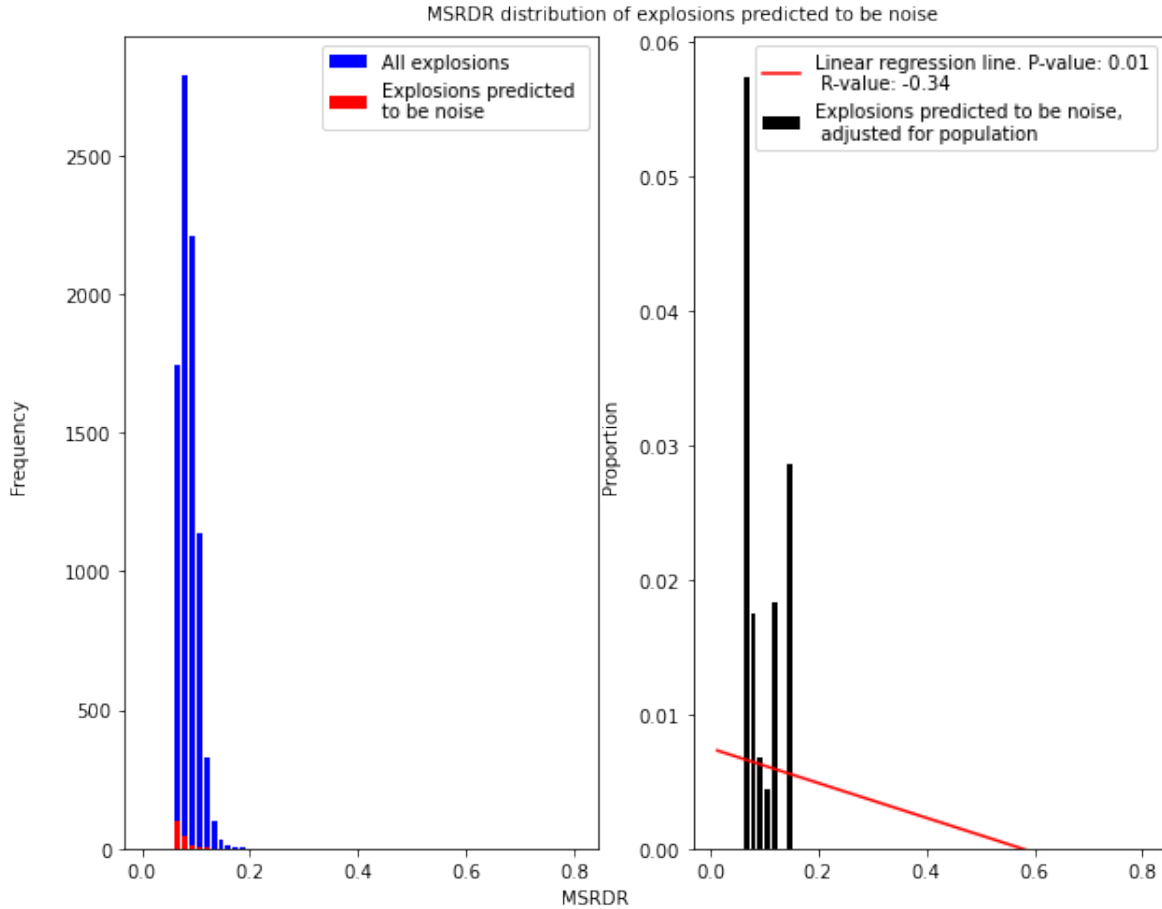 MSRDR distribution of explosions predicted to be noise
All explosions
Explosions predicted
to be noise
2500
2000
1500
1000
500
0
Frequency
0.0 0.2 0.4 0.6 0.8
Linear regression line. P-value: 0.01
R-value: -0.34
Explosions predicted to be noise,
adjusted for population
0.06
0.05
0.04
0.03
0.02
0.01
0.00
Proportion
0.0 0.2 0.4 0.6 0.8
MSRDR